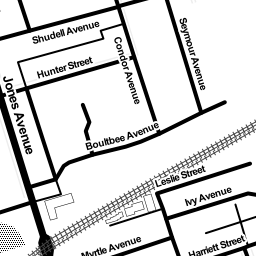 Shudell Avenue
Seymour Avenue
Condor Avenue
Hunter Street
Jones Avenue
Boultbee Avenue
Leslie Street
Ivy Avenue
Myrtle Avenue
Harriett Street